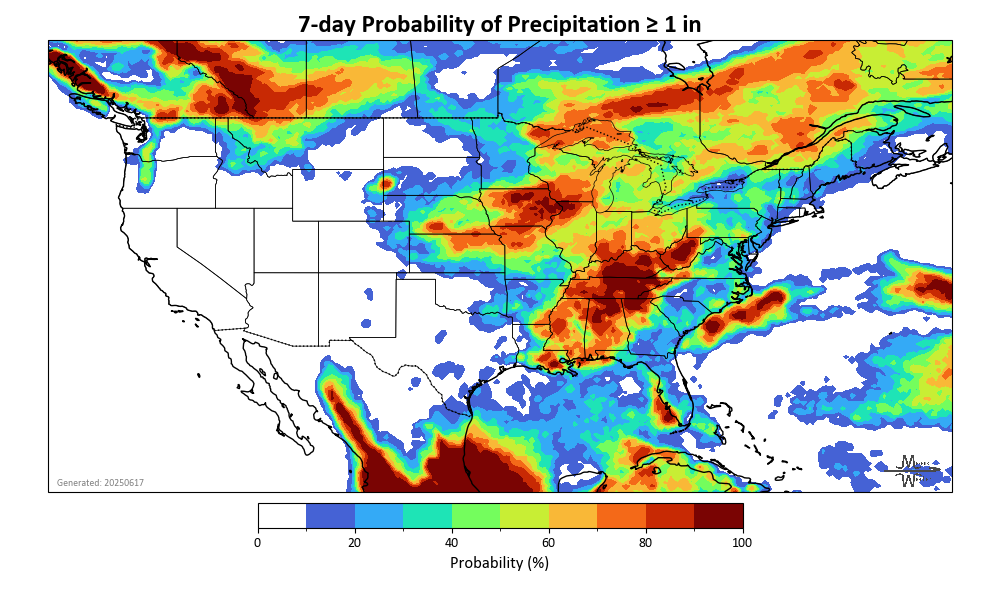 7-day Probability of Precipitation ≥ 1 in
Generated: 20250617
0 20 40 60 80 100
Probability (%)